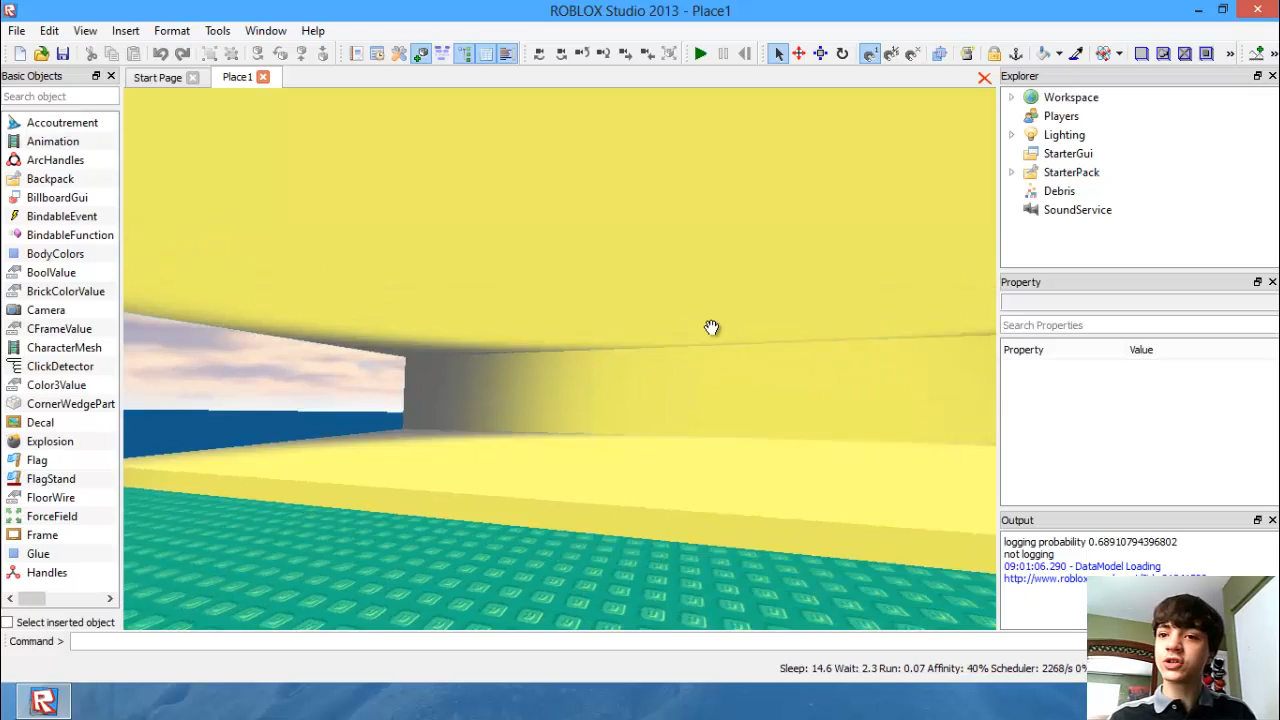 ROBLOX Studio 2013 - Place1
File Edit View Insert Format Tools Window Help
Basic Objects
Start Page
Place1
Search object
Accoutrement
Animation
ArcHandles
Backpack
BillboardGui
BindableEvent
BindableFunction
BodyColors
BoolValue
BrickColorValue
Camera
CFrameValue
CharacterMesh
ClickDetector
Color3Value
CornerWedgePart
Decal
Explosion
Flag
FlagStand
FloorWire
ForceField
Frame
Glue
Handles
Select inserted object
Command >
Explorer
Workspace
Players
Lighting
StarterGui
StarterPack
Debris
SoundService
Property
Search Properties
Property Value
Output
logging probability 0.68910794396802
not logging
09:01:06.290 - DataModel Loading
http://www.roblox
Sleep: 14.6 Wait: 2.3 Run: 0.07 Affinity: 40% Scheduler: 2268/s 0%